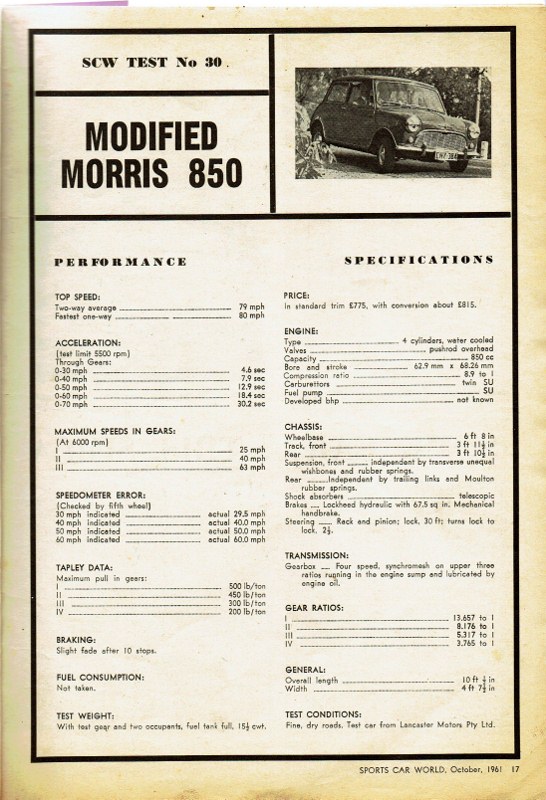 SCW TEST No 30
MODIFIED
MORRIS 850
PERFORMANCE
TOP SPEED:
Two-way average 79 mph
Fastest one-way 80 mph
ACCELERATION:
(test limit 5500 rpm)
Through Gears:
0-30 mph 4.6 sec
0-40 mph 7.9 sec
0-50 mph 12.9 sec
0-60 mph 18.4 sec
0-70 mph 30.2 sec
MAXIMUM SPEEDS IN GEARS:
(At 6000 rpm)
I 25 mph
II 40 mph
III 63 mph
SPEEDOMETER ERROR:
(Checked by fifth wheel)
30 mph indicated actual 29.5 mph
40 mph indicated actual 40.0 mph
50 mph indicated actual 50.0 mph
60 mph indicated actual 60.0 mph
TAPLEY DATA:
Maximum pull in gears:
I 500 lb/ton
II 450 lb/ton
III 300 lb/ton
IV 200 lb/ton
BRAKING:
Slight fade after 10 stops.
FUEL CONSUMPTION:
Not taken.
TEST WEIGHT:
With test gear and two occupants, fuel tank full, 15½ cwt.
SPECIFICATIONS
PRICE:
In standard trim £775, with conversion about £815.
ENGINE:
Type 4 cylinders, water cooled
Valves pushrod overhead
Capacity 850 cc
Bore and stroke 62.9 mm x 68.26 mm
Compression ratio 8.9 to 1
Carburettors twin SU
Fuel pump SU
Developed bhp not known
CHASSIS:
Wheelbase 6 ft 8 in
Track, front 3 ft 11½ in
Rear 3 ft 10½ in
Suspension, front independent by transverse unequal
wishbones and rubber springs.
Rear Independent by trailing links and Moulton
rubber springs.
Shock absorbers telescopic
Brakes Lockheed hydraulic with 67.5 sq in. Mechanical
handbrake.
Steering Rack and pinion; lock, 30 ft; turns lock to
lock, 2⅓.
TRANSMISSION:
Gearbox Four speed, synchromesh on upper three
ratios running in the engine sump and lubricated by
engine oil.
GEAR RATIOS:
I 13.657 to 1
II 8.176 to 1
III 5.317 to 1
IV 3.765 to 1
GENERAL:
Overall length 10 ft ¼ in
Width 4 ft 7½ in
TEST CONDITIONS:
Fine, dry roads. Test car from Lancaster Motors Pty Ltd.
SPORTS CAR WORLD, October, 1961 17